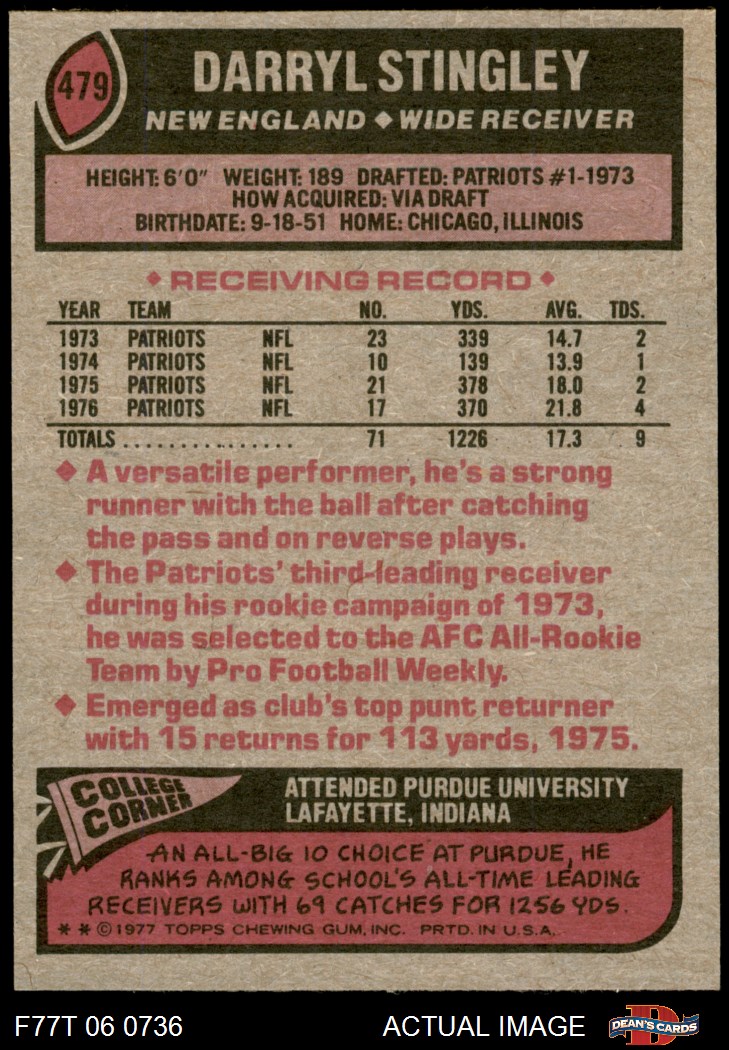 479
DARRYL STINGLEY
NEW ENGLAND ◆ WIDE RECEIVER
HEIGHT: 6'0" WEIGHT: 189 DRAFTED: PATRIOTS #1-1973
HOW ACQUIRED: VIA DRAFT
BIRTHDATE: 9-18-51 HOME: CHICAGO, ILLINOIS
◆ RECEIVING RECORD ◆
YEAR TEAM NO. YDS. AVG. TDS.
1973 PATRIOTS NFL 23 339 14.7 2
1974 PATRIOTS NFL 10 139 13.9 1
1975 PATRIOTS NFL 21 378 18.0 2
1976 PATRIOTS NFL 17 370 21.8 4
TOTALS . . . . . . . . . . . . . . . 71 1226 17.3 9
◆ A versatile performer, he's a strong
runner with the ball after catching
the pass and on reverse plays.
◆ The Patriots' third-leading receiver
during his rookie campaign of 1973,
he was selected to the AFC All-Rookie
Team by Pro Football Weekly.
◆ Emerged as club's top punt returner
with 15 returns for 113 yards, 1975.
COLLEGE
CORNER
ATTENDED PURDUE UNIVERSITY
LAFAYETTE, INDIANA
AN ALL-BIG 10 CHOICE AT PURDUE, HE
RANKS AMONG SCHOOL'S ALL-TIME LEADING
RECEIVERS WITH 69 CATCHES FOR 1256 YDS.
* * © 1977 TOPPS CHEWING GUM, INC. PRTD. IN U.S.A.
F77T 06 0736 ACTUAL IMAGE
D
DEAN'S CARDS